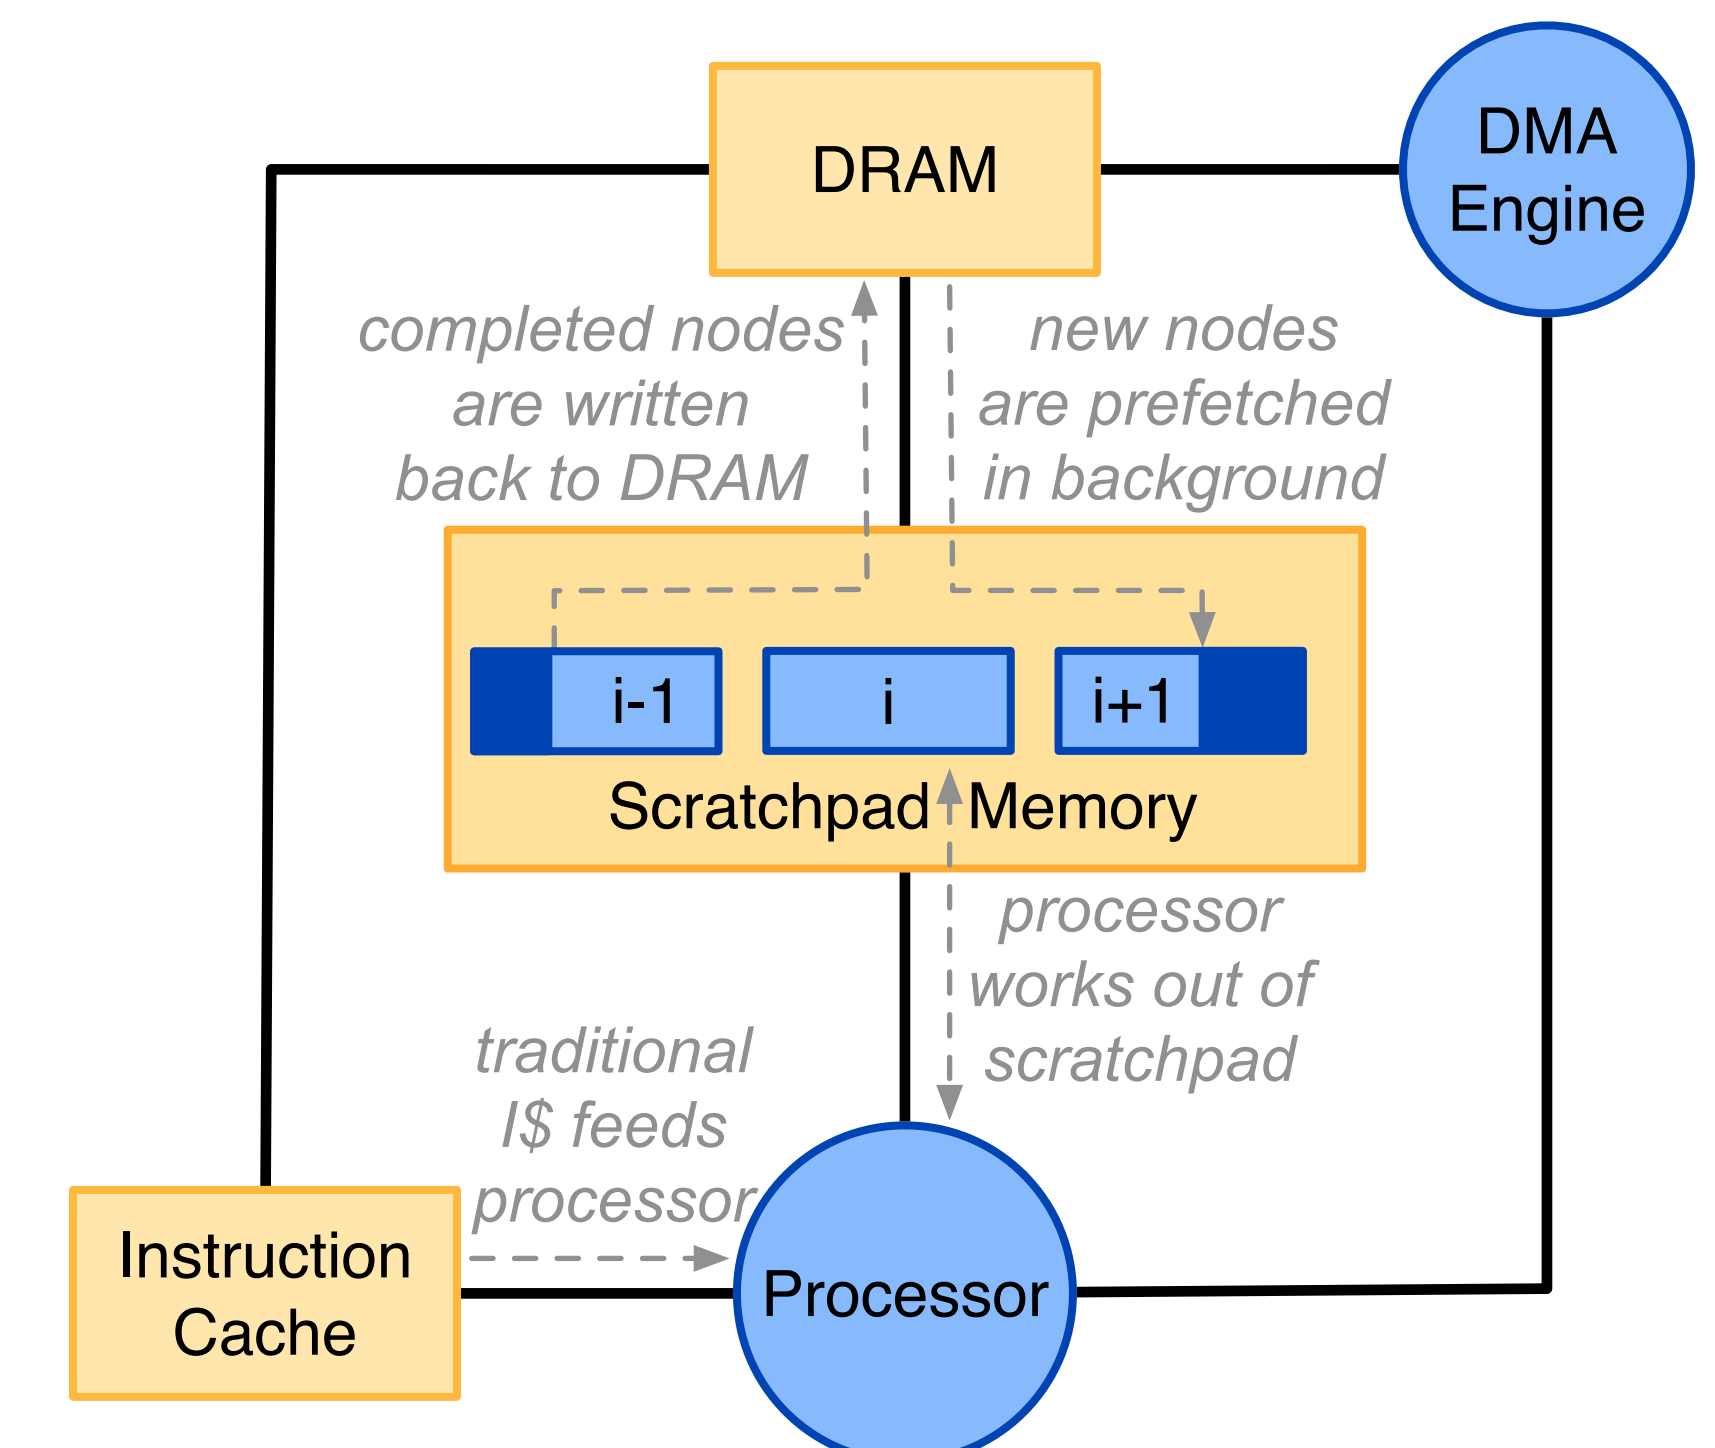 DRAM
DMA
Engine
completed nodes
are written
back to DRAM
new nodes
are prefetched
in background
i-1
i
i+1
Scratchpad Memory
processor
works out of
scratchpad
traditional
I$ feeds
processor
Instruction
Cache
Processor